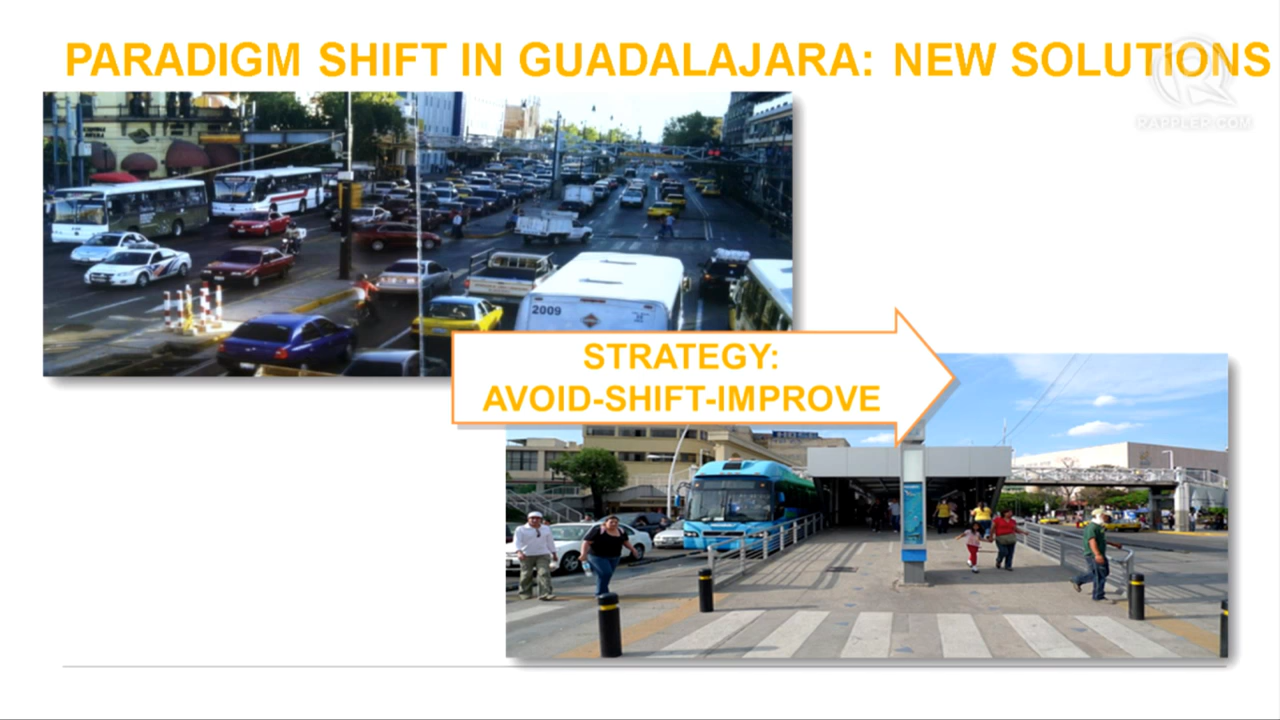 PARADIGM SHIFT IN GUADALAJARA: NEW SOLUTIONS
RAPPLER.COM
2009
STRATEGY:
AVOID-SHIFT-IMPROVE